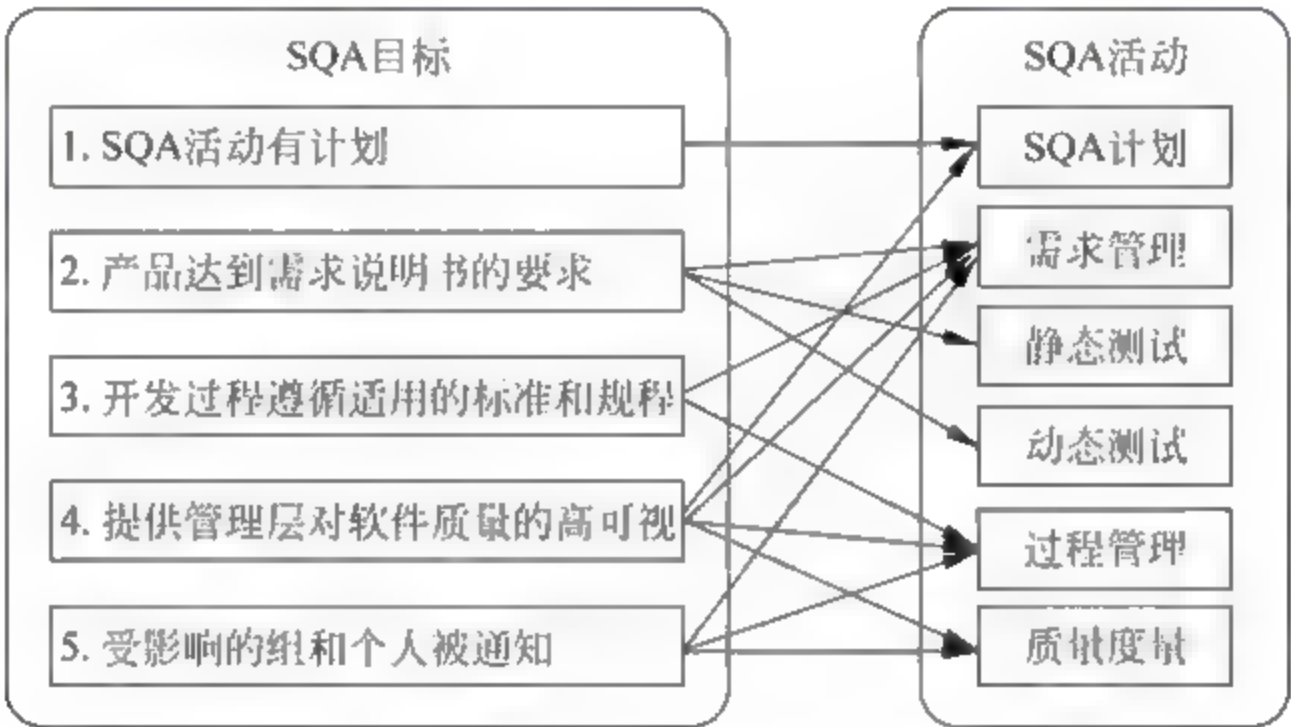 SQA目标
1. SQA活动有计划
2. 产品达到需求说明书的要求
3. 开发过程遵循适用的标准和规程
4. 提供管理层对软件质量的高可视
5. 受影响的组和个人被通知
SQA活动
SQA计划
需求管理
静态测试
动态测试
过程管理
质量度量